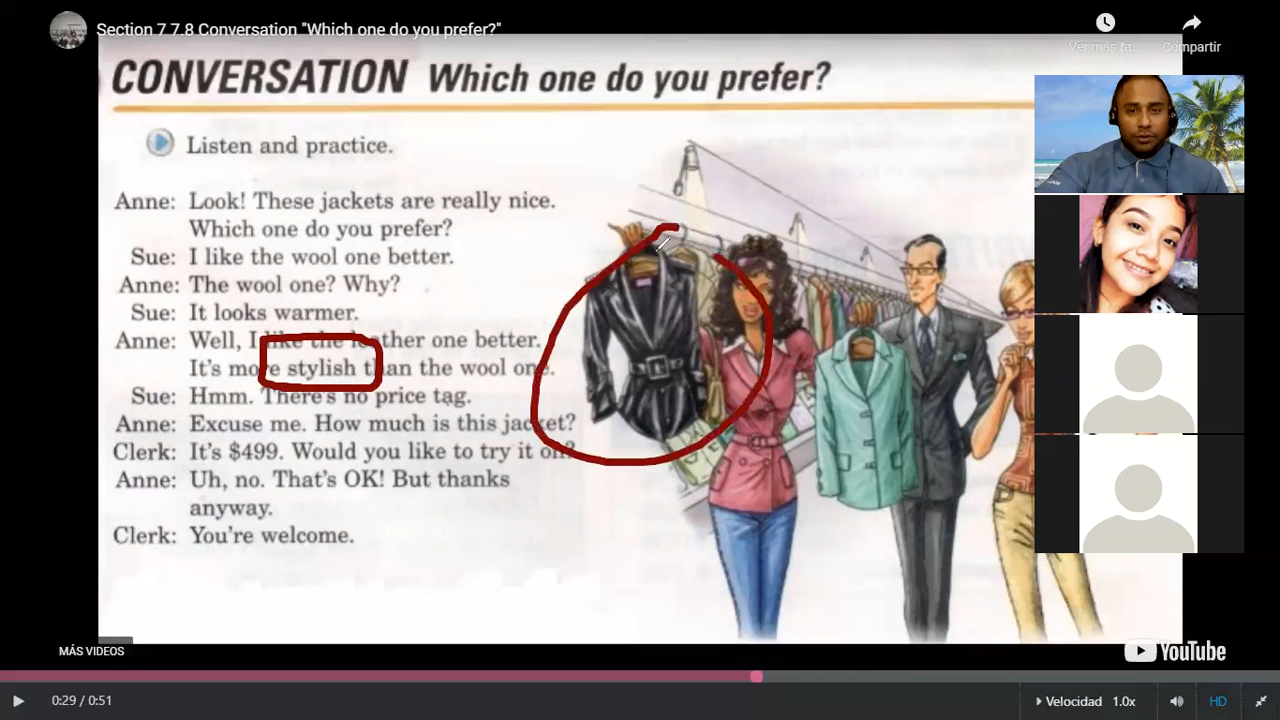 Section 7 7.8 Conversation "Which one do you prefer?"
Ver más fa...
Compartir
CONVERSATION Which one do you prefer?
Listen and practice.
Anne: Look! These jackets are really nice.
Which one do you prefer?
Sue: I like the wool one better.
Anne: The wool one? Why?
Sue: It looks warmer.
Anne: Well, I like the leather one better.
It's more stylish than the wool one.
Sue: Hmm. There's no price tag.
Anne: Excuse me. How much is this jacket?
Clerk: It's $499. Would you like to try it on?
Anne: Uh, no. That's OK! But thanks
anyway.
Clerk: You're welcome.
MÁS VIDEOS
YouTube
0:29 / 0:51
Velocidad 1.0x
HD